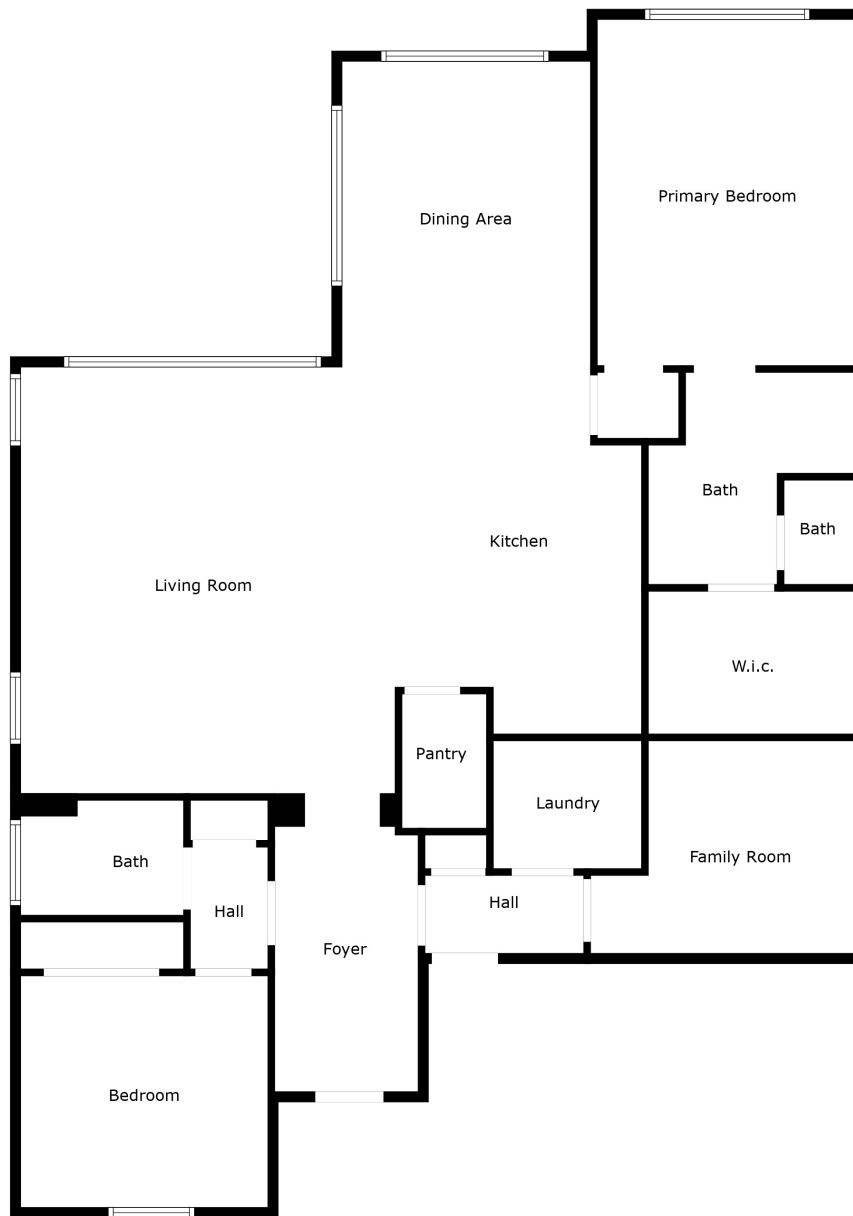 Primary Bedroom
Dining Area
Bath
Bath
Kitchen
Living Room
W.i.c.
Pantry
Laundry
Family Room
Bath
Hall
Hall
Foyer
Bedroom